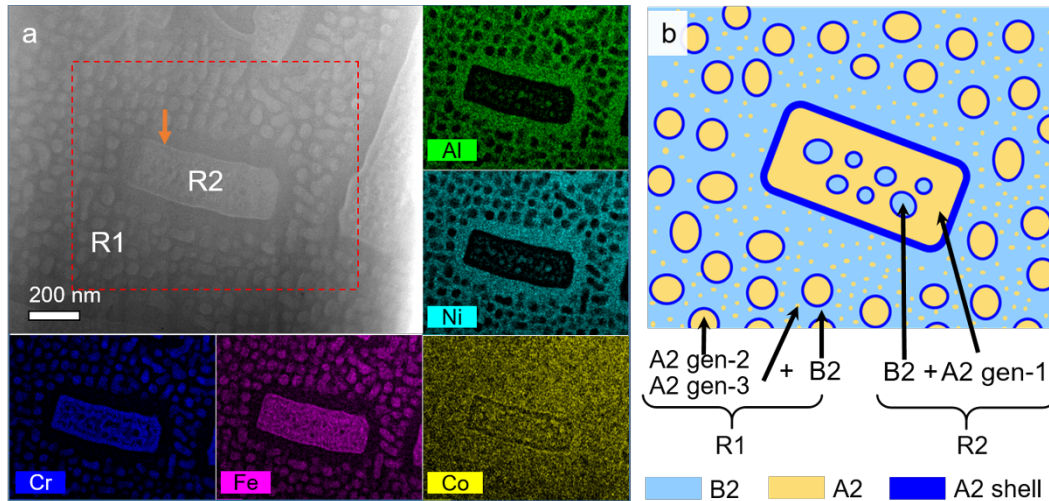 a
R2
R1
200 nm
Al
Ni
Cr
Fe
Co
b
A2 gen-2
A2 gen-3
+
B2
B2 + A2 gen-1
R1
R2
B2
A2
A2 shell